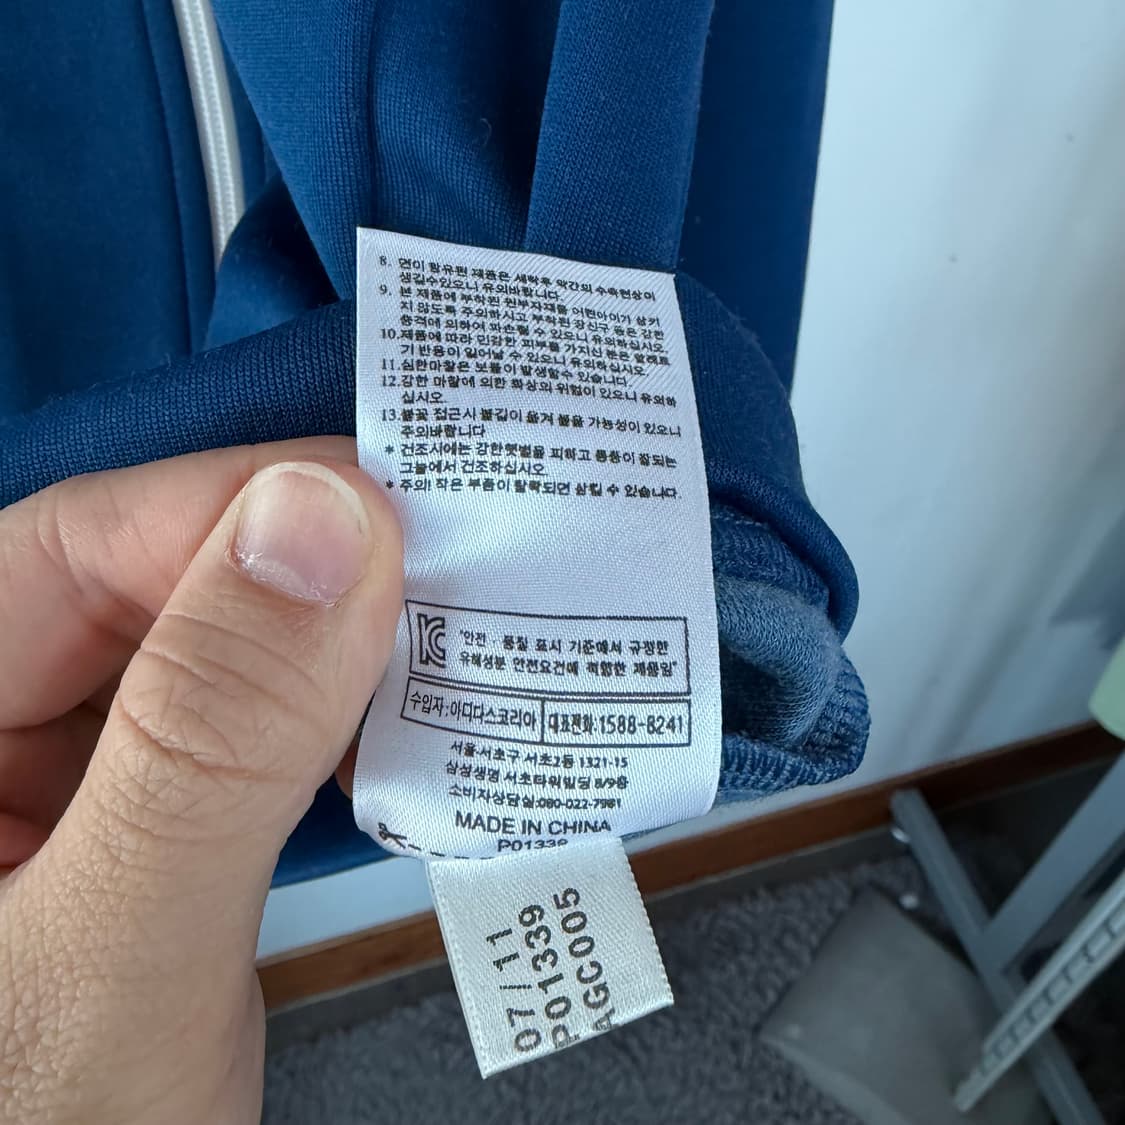 8. 면이 함유된 제품은 세탁후 약간의 수축현상이
생길수있으니 유의바랍니다.
9. 본 제품에 부착된 원부자재를 어린아이가 삼키
지 않도록 주의하시고 부착된 장신구 등은 강한
충격에 의하여 파손될 수 있으니 유의하십시오.
10.제품에 따라 민감한 피부를 가지신 분은 알레르
기 반응이 일어날 수 있으니 유의하십시오.
11.심한마찰은 보풀이 발생할수 있습니다.
12.강한 마찰에 의한 화상의 위험이 있으니 유의하
십시오.
13.불꽃 접근시 불길이 옮겨 붙을 가능성이 있으니
주의바랍니다
* 건조시에는 강한햇볕을 피하고 통풍이 잘되는
그늘에서 건조하십시오.
* 주의! 작은 부품이 탈락되면 삼킬 수 있습니다.
KC
"안전 · 품질 표시 기준에서 규정한
유해성분 안전요건에 적합한 제품임"
수입자:아디다스코리아 대표전화:1588-8241
서울서초구 서초2동 1321-15
삼성생명 서초타워빌딩 8/9층
소비자상담실:080-022-7981
MADE IN CHINA
P01339
07/11
P01339
AGC005